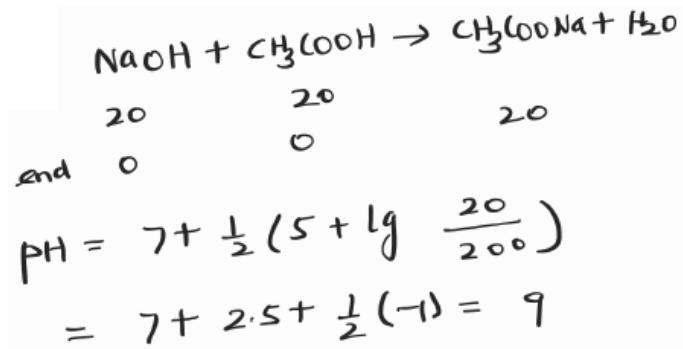 NaOH + CH3COOH → CH3COONa + H2O
20 20 20
end 0 0
pH = 7 + 1/2 (5 + lg 20/200)
= 7 + 2.5 + 1/2 (-1) = 9